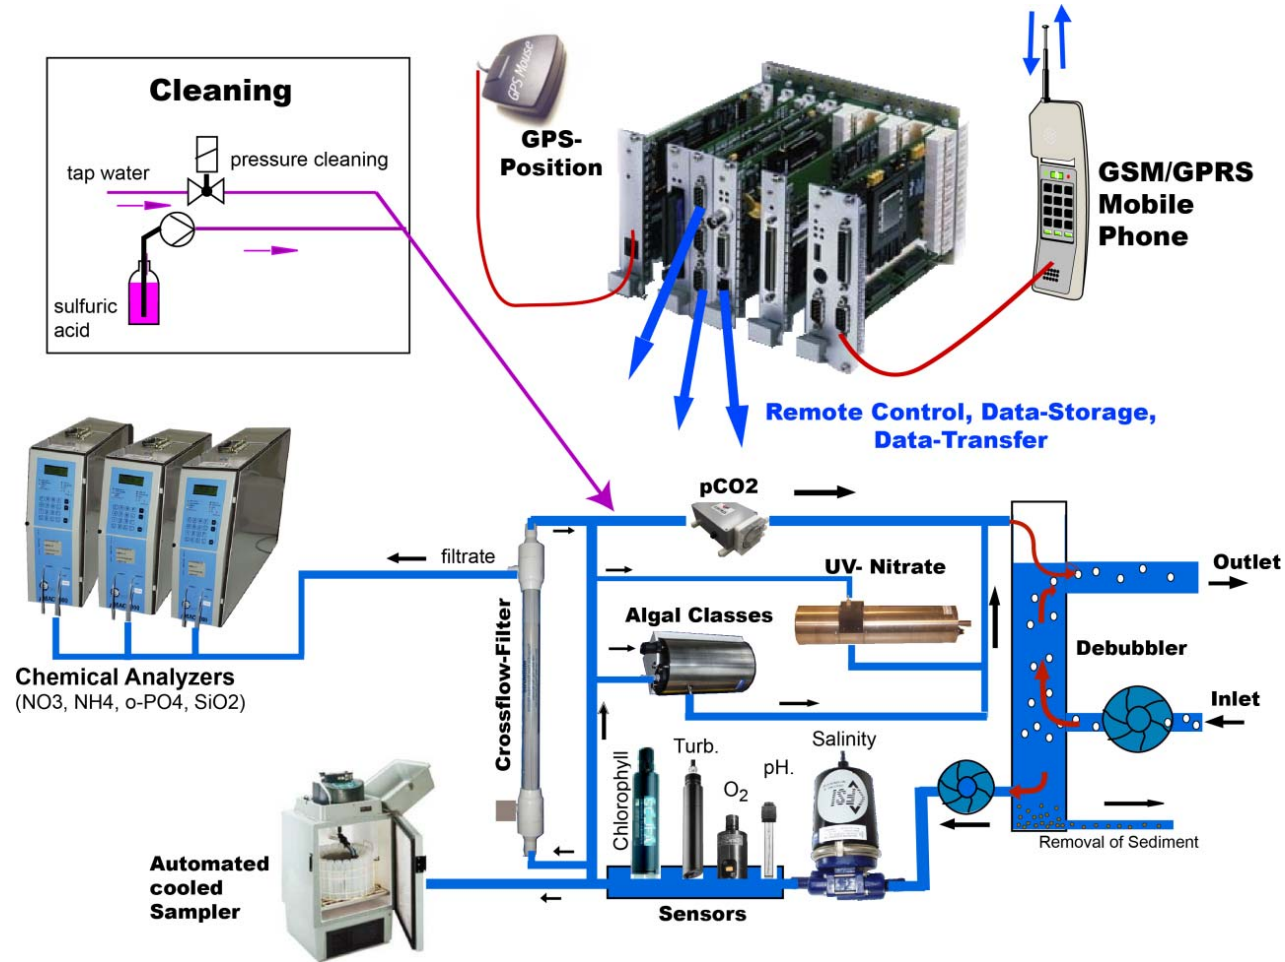 Cleaning
pressure cleaning
tap water
sulfuric
acid
GPS Mouse
GPS-
Position
GSM/GPRS
Mobile
Phone
Remote Control, Data-Storage,
Data-Transfer
pCO2
filtrate
UV- Nitrate
Algal Classes
Crossflow-Filter
Outlet
Debubbler
Inlet
Chemical Analyzers
(NO3, NH4, o-PO4, SiO2)
Chlorophyll
Turb.
O2
pH.
Salinity
Removal of Sediment
Automated
cooled
Sampler
Sensors